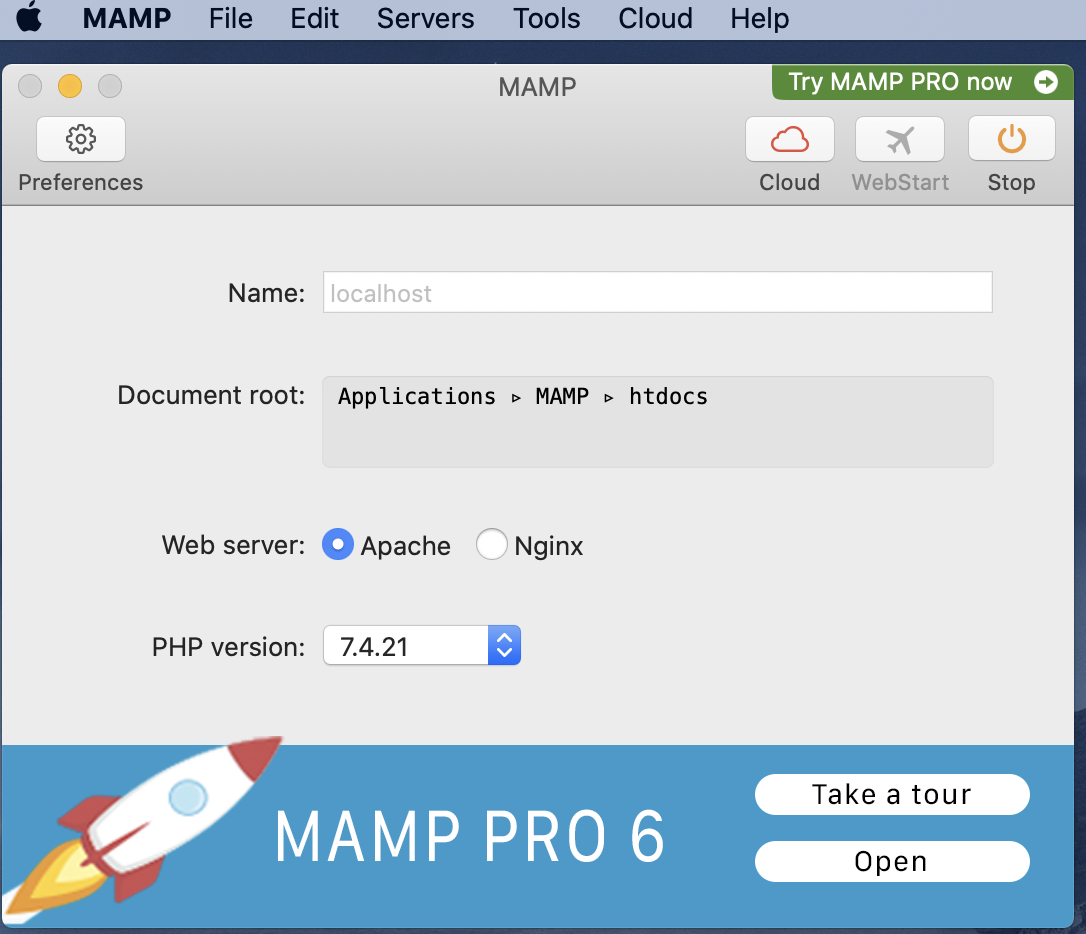 MAMP File Edit Servers Tools Cloud Help
MAMP
Try MAMP PRO now
Preferences
Cloud WebStart Stop
Name: localhost
Document root: Applications ▹ MAMP ▹ htdocs
Web server: Apache Nginx
PHP version: 7.4.21
MAMP PRO 6
Take a tour
Open